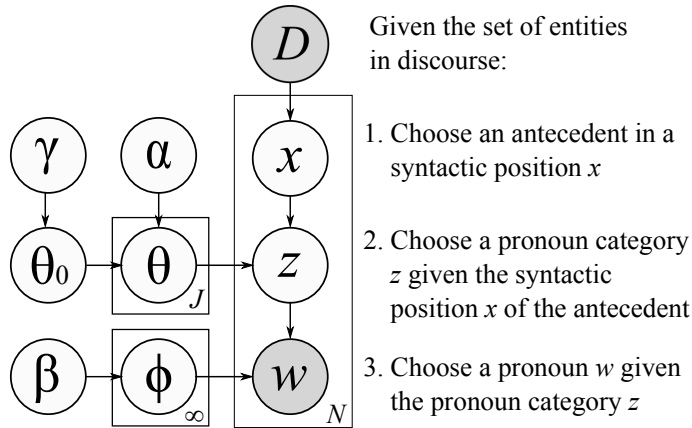 D
Given the set of entities
in discourse:
γ
α
x
1. Choose an antecedent in a
syntactic position x
θ0
θ
J
z
2. Choose a pronoun category
z given the syntactic
position x of the antecedent
β
ϕ
∞
w
N
3. Choose a pronoun w given
the pronoun category z